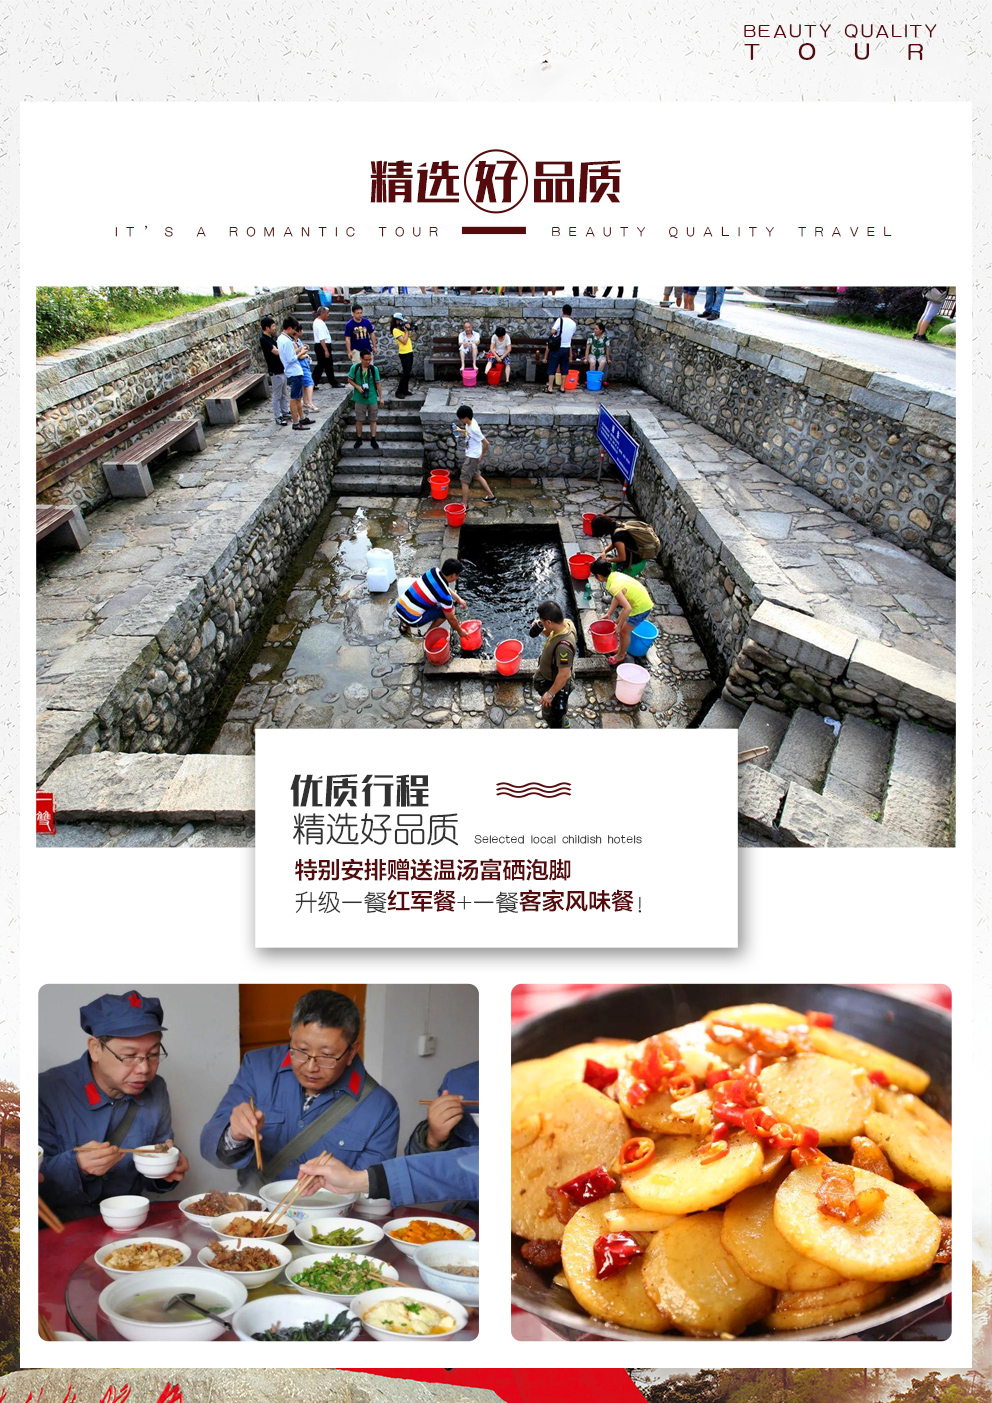 BEAUTY QUALITY
TOUR
精选好品质
IT'S A ROMANTIC TOUR BEAUTY QUALITY TRAVEL
优质行程
精选好品质 Selected local childish hotels
特别安排赠送温汤富硒泡脚
升级一餐红军餐+一餐客家风味餐!